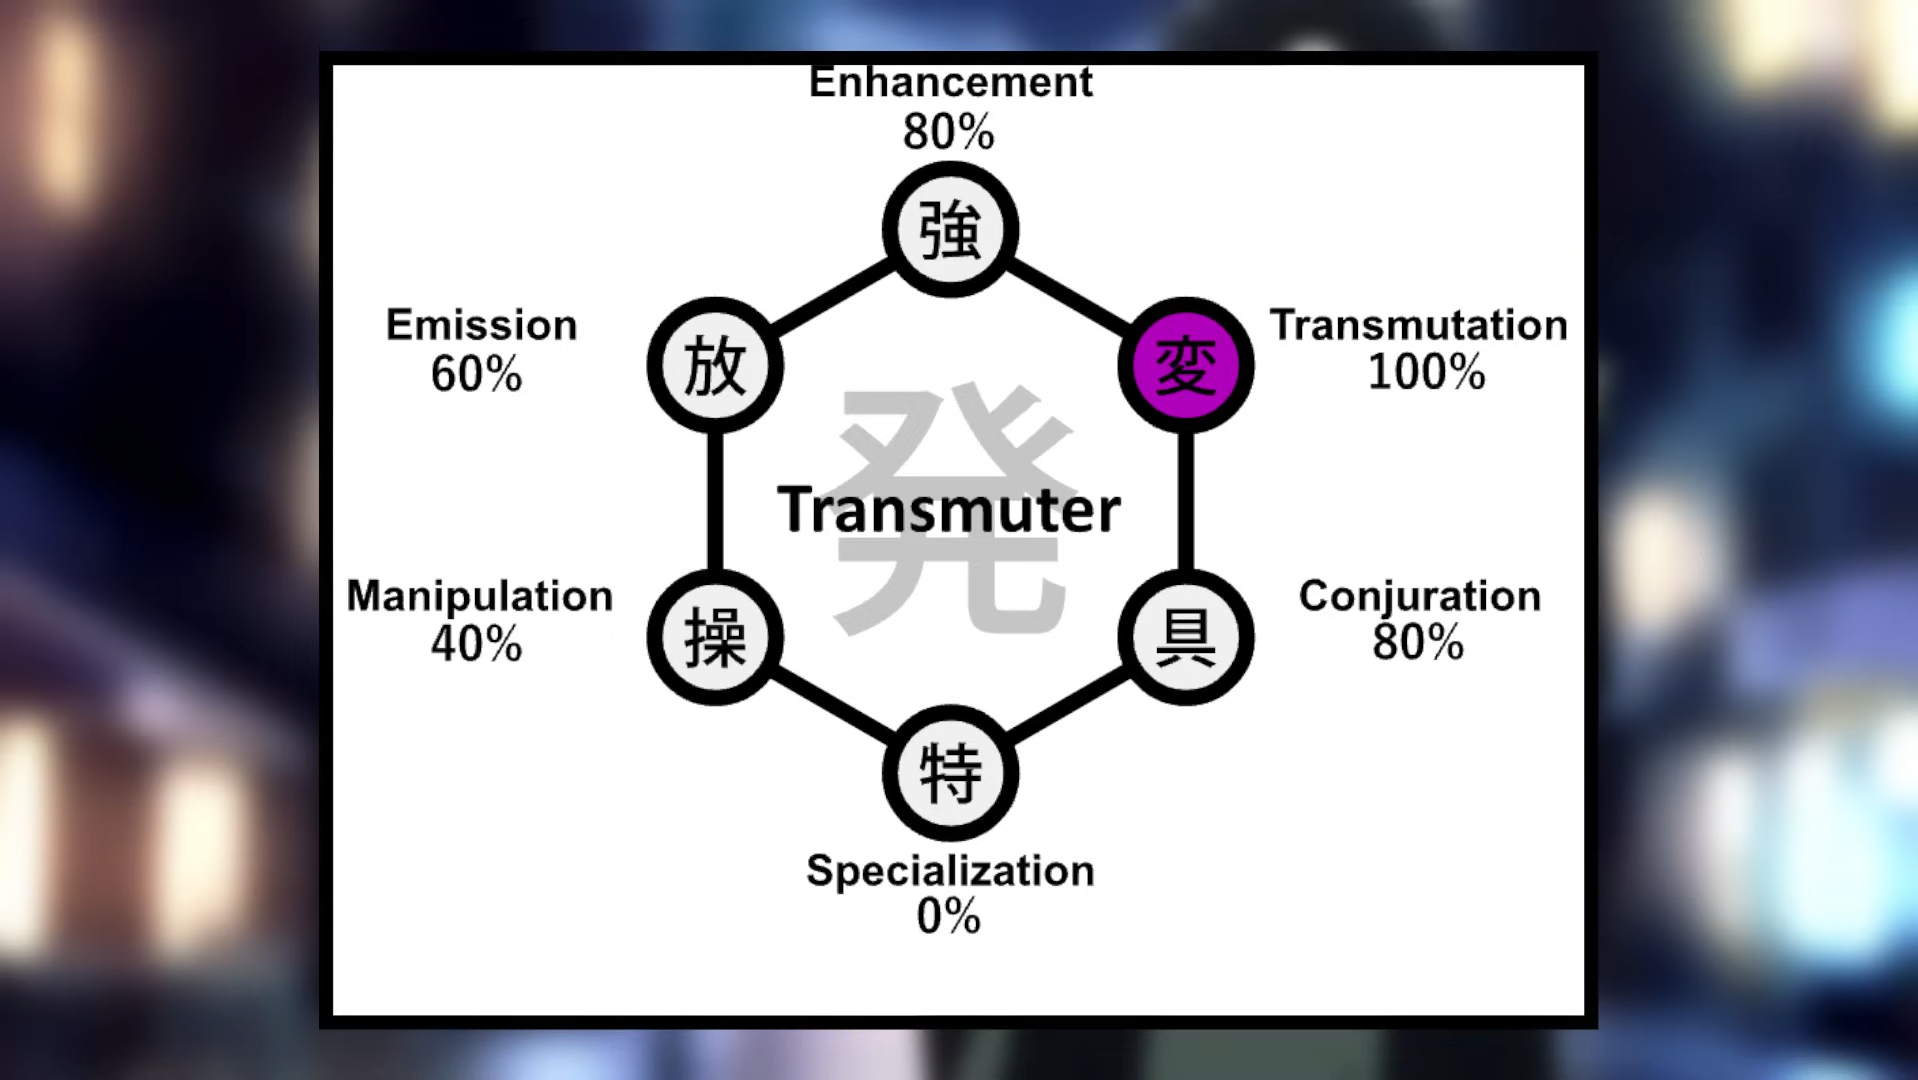 Enhancement
80%
強
Emission
60%
放
変
Transmutation
100%
発
Transmuter
Manipulation
40%
操
具
Conjuration
80%
特
Specialization
0%